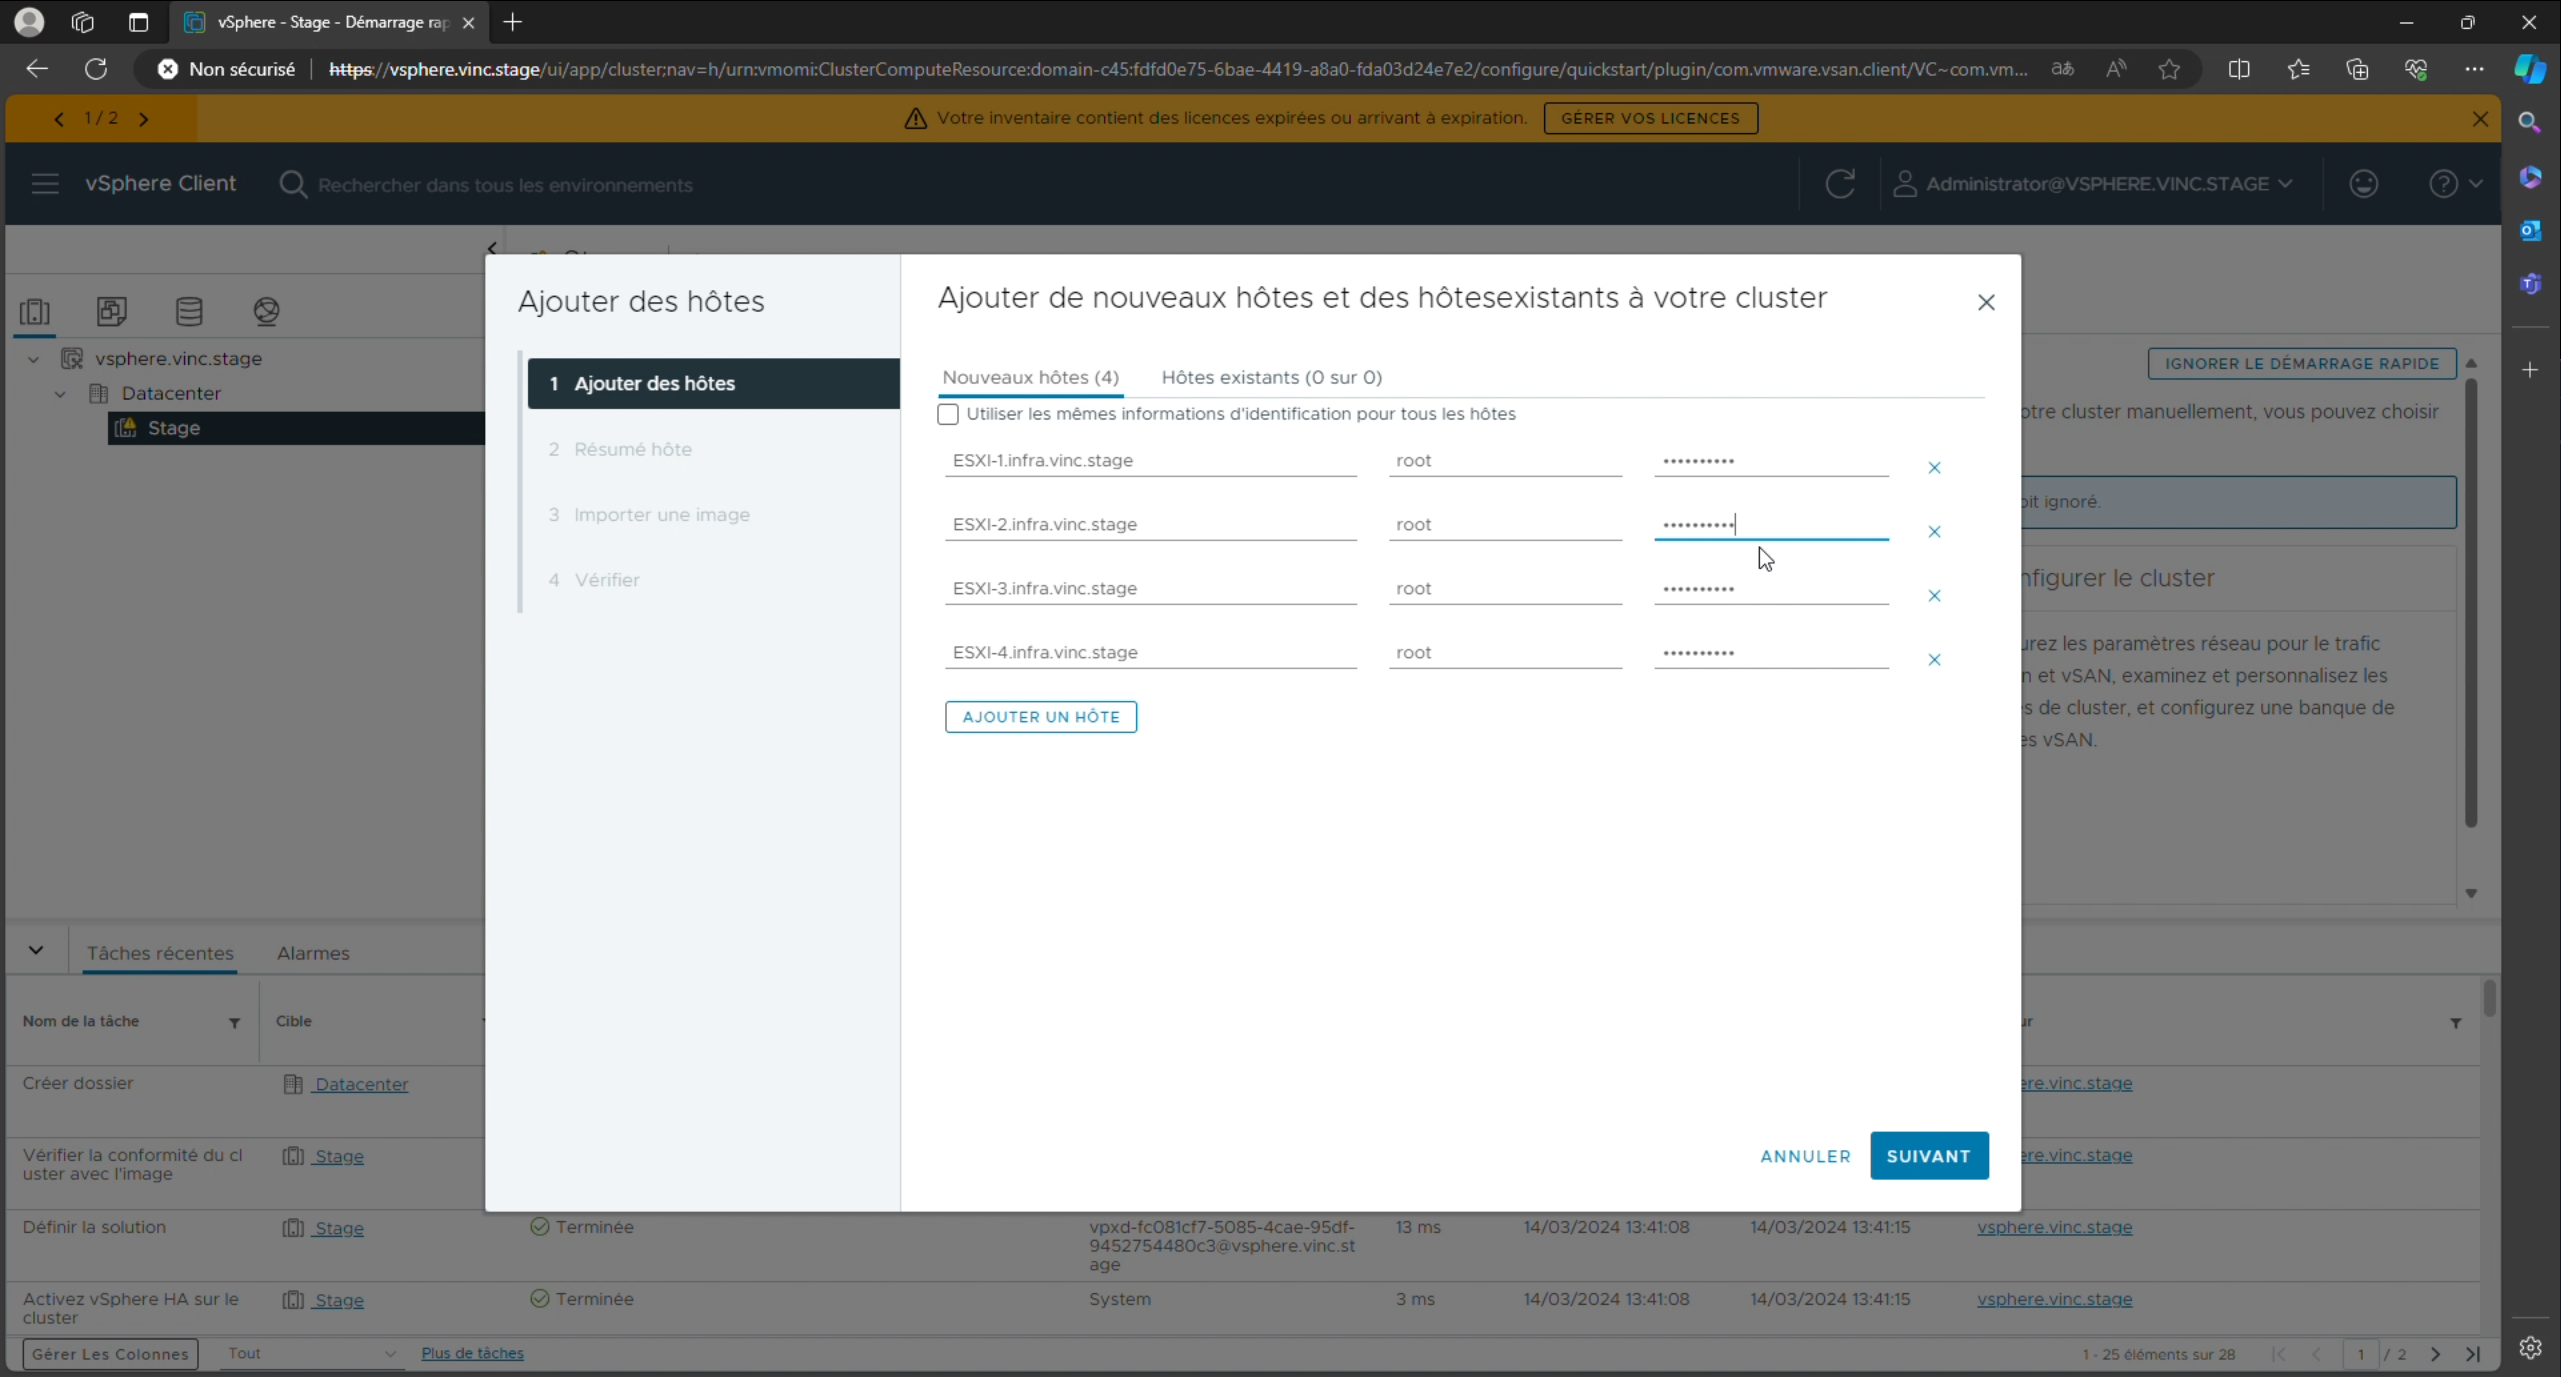 vSphere - Stage - Démarrage rap
Non sécurisé
https://vsphere.vinc.stage/ui/app/cluster;nav=h/urn:vmomi:ClusterComputeResource:domain-c45:fdfd0e75-6bae-4419-a8a0-fda03d24e7e2/configure/quickstart/plugin/com.vmware.vsan.client/VC~com.vm...
1 / 2
Votre inventaire contient des licences expirées ou arrivant à expiration.
GÉRER VOS LICENCES
vSphere Client
Rechercher dans tous les environnements
Administrator@VSPHERE.VINC.STAGE
vsphere.vinc.stage
Datacenter
Stage
Ajouter des hôtes
1 Ajouter des hôtes
2 Résumé hôte
3 Importer une image
4 Vérifier
Ajouter de nouveaux hôtes et des hôtesexistants à votre cluster
Nouveaux hôtes (4)
Hôtes existants (0 sur 0)
Utiliser les mêmes informations d'identification pour tous les hôtes
ESXI-1.infra.vinc.stage root ••••••••••
ESXI-2.infra.vinc.stage root ••••••••••
ESXI-3.infra.vinc.stage root ••••••••••
ESXI-4.infra.vinc.stage root ••••••••••
AJOUTER UN HÔTE
ANNULER
SUIVANT
IGNORER LE DÉMARRAGE RAPIDE
otre cluster manuellement, vous pouvez choisir
oit ignoré.
nfigurer le cluster
urez les paramètres réseau pour le trafic
n et vSAN, examinez et personnalisez les
s de cluster, et configurez une banque de
es vSAN.
Tâches récentes
Alarmes
Nom de la tâche
Cible
ur
Créer dossier
Datacenter
ere.vinc.stage
Vérifier la conformité du cl
uster avec l'image
Stage
ere.vinc.stage
Définir la solution
Stage
Terminée
vpxd-fc081cf7-5085-4cae-95df-
9452754480c3@vsphere.vinc.st
age
13 ms
14/03/2024 13:41:08
14/03/2024 13:41:15
vsphere.vinc.stage
Activez vSphere HA sur le
cluster
Stage
Terminée
System
3 ms
14/03/2024 13:41:08
14/03/2024 13:41:15
vsphere.vinc.stage
Gérer Les Colonnes
Tout
Plus de tâches
1 - 25 éléments sur 28
1 / 2